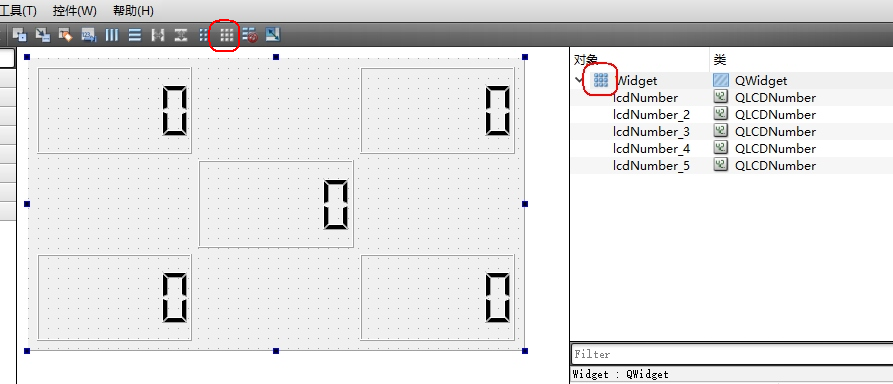 工具(T) 控件(W) 帮助(H)
对象 类
Widget QWidget
lcdNumber QLCDNumber
lcdNumber_2 QLCDNumber
lcdNumber_3 QLCDNumber
lcdNumber_4 QLCDNumber
lcdNumber_5 QLCDNumber
0 0
0
0 0
Filter
Widget : QWidget